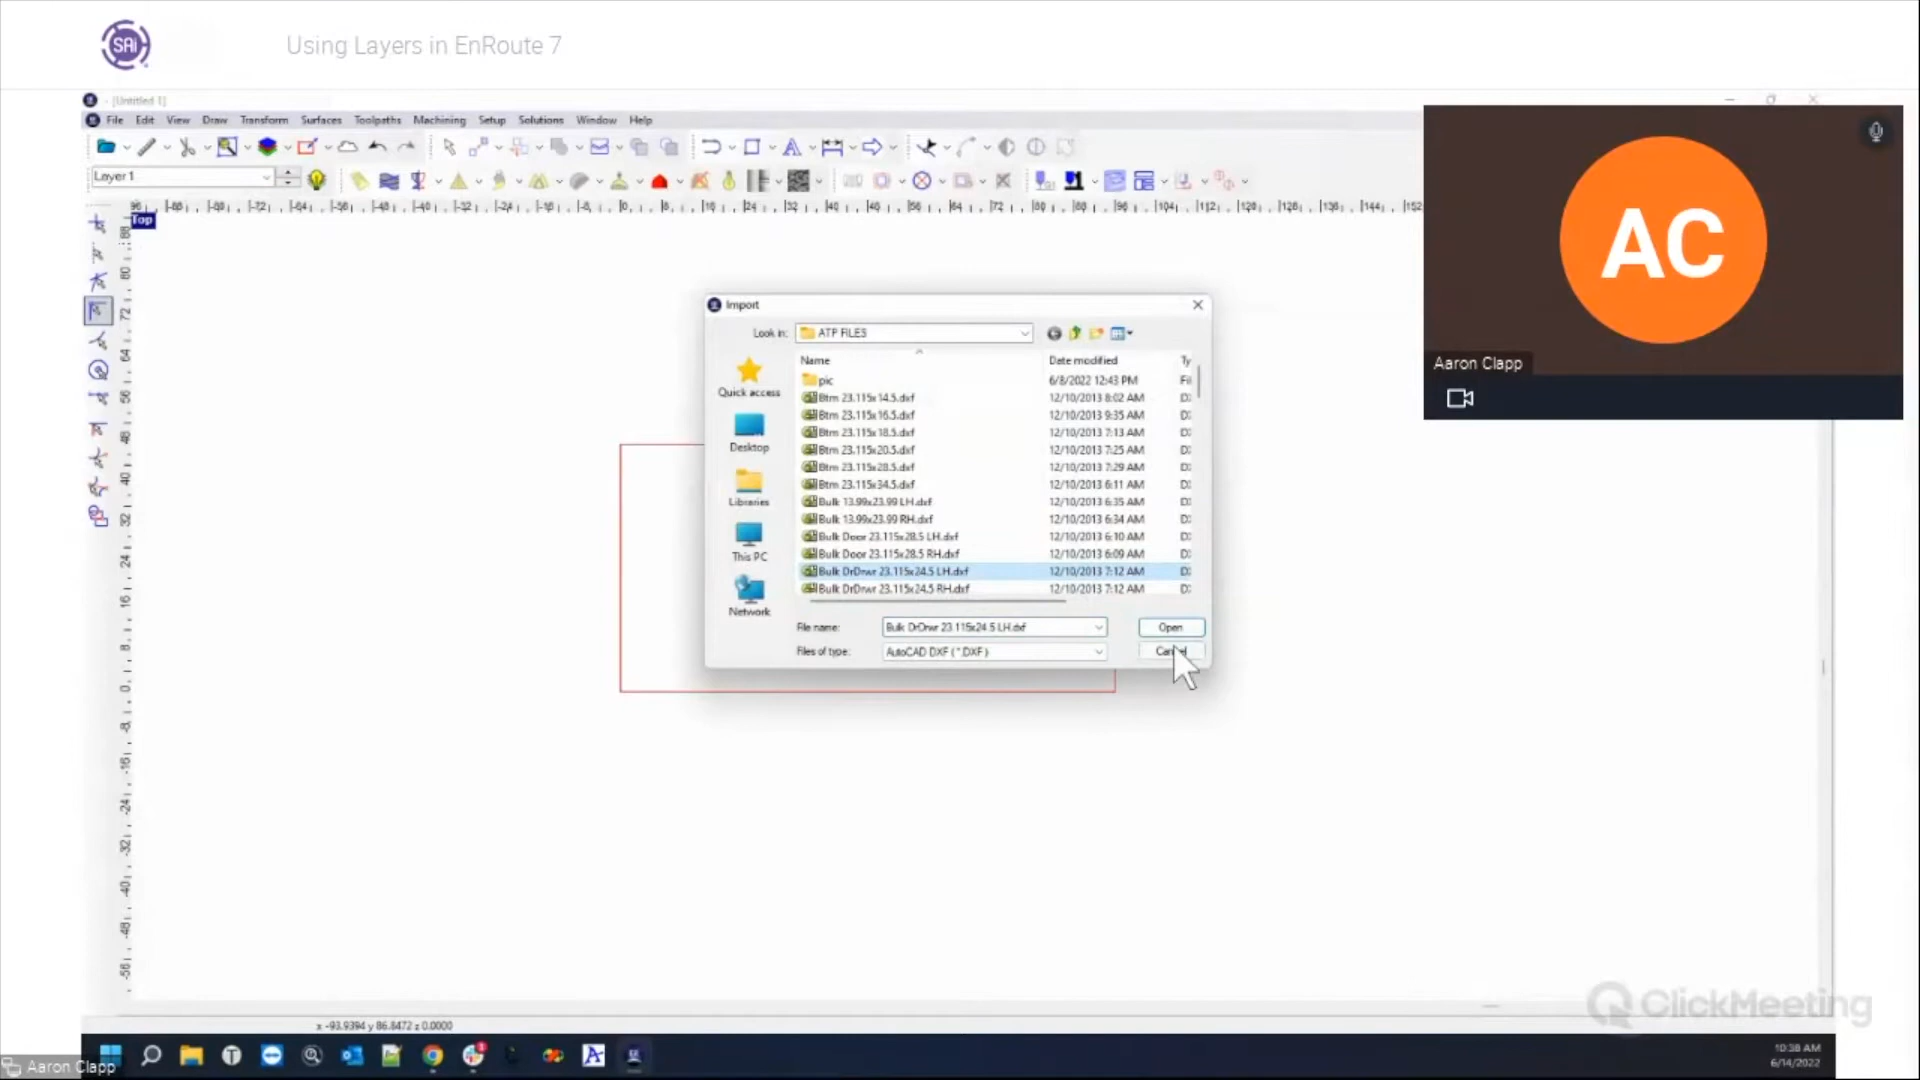 SAi
Using Layers in EnRoute 7
- [Untitled 1]
File Edit View Draw Transform Surfaces Toolpaths Machining Setup Solutions Window Help
Layer 1
Top
Import
Look in: ATP FILES
Name Date modified Ty
pic 6/8/2022 12:43 PM
Btm 23.115x14.5.dxf 12/10/2013 8:02 AM
Btm 23.115x16.5.dxf 12/10/2013 9:35 AM
Btm 23.115x18.5.dxf 12/10/2013 7:13 AM
Btm 23.115x20.5.dxf 12/10/2013 7:25 AM
Btm 23.115x28.5.dxf 12/10/2013 7:29 AM
Btm 23.115x34.5.dxf 12/10/2013 6:11 AM
Bulk 13.99x23.99 LH.dxf 12/10/2013 6:35 AM
Bulk 13.99x23.99 RH.dxf 12/10/2013 6:34 AM
Bulk Door 23.115x28.5 LH.dxf 12/10/2013 6:10 AM
Bulk Door 23.115x28.5 RH.dxf 12/10/2013 6:09 AM
Bulk DrDrwr 23.115x24.5 LH.dxf 12/10/2013 7:12 AM
Bulk DrDrwr 23.115x24.5 RH.dxf 12/10/2013 7:12 AM
Quick access
Desktop
Libraries
This PC
Network
File name: Bulk DrDrwr 23.115x24.5 LH.dxf Open
Files of type: AutoCAD DXF (*.DXF) Cancel
AC
Aaron Clapp
x -93.9394 y 86.8472 z 0.0000
ClickMeeting
Aaron Clapp
10:38 AM
6/14/2022